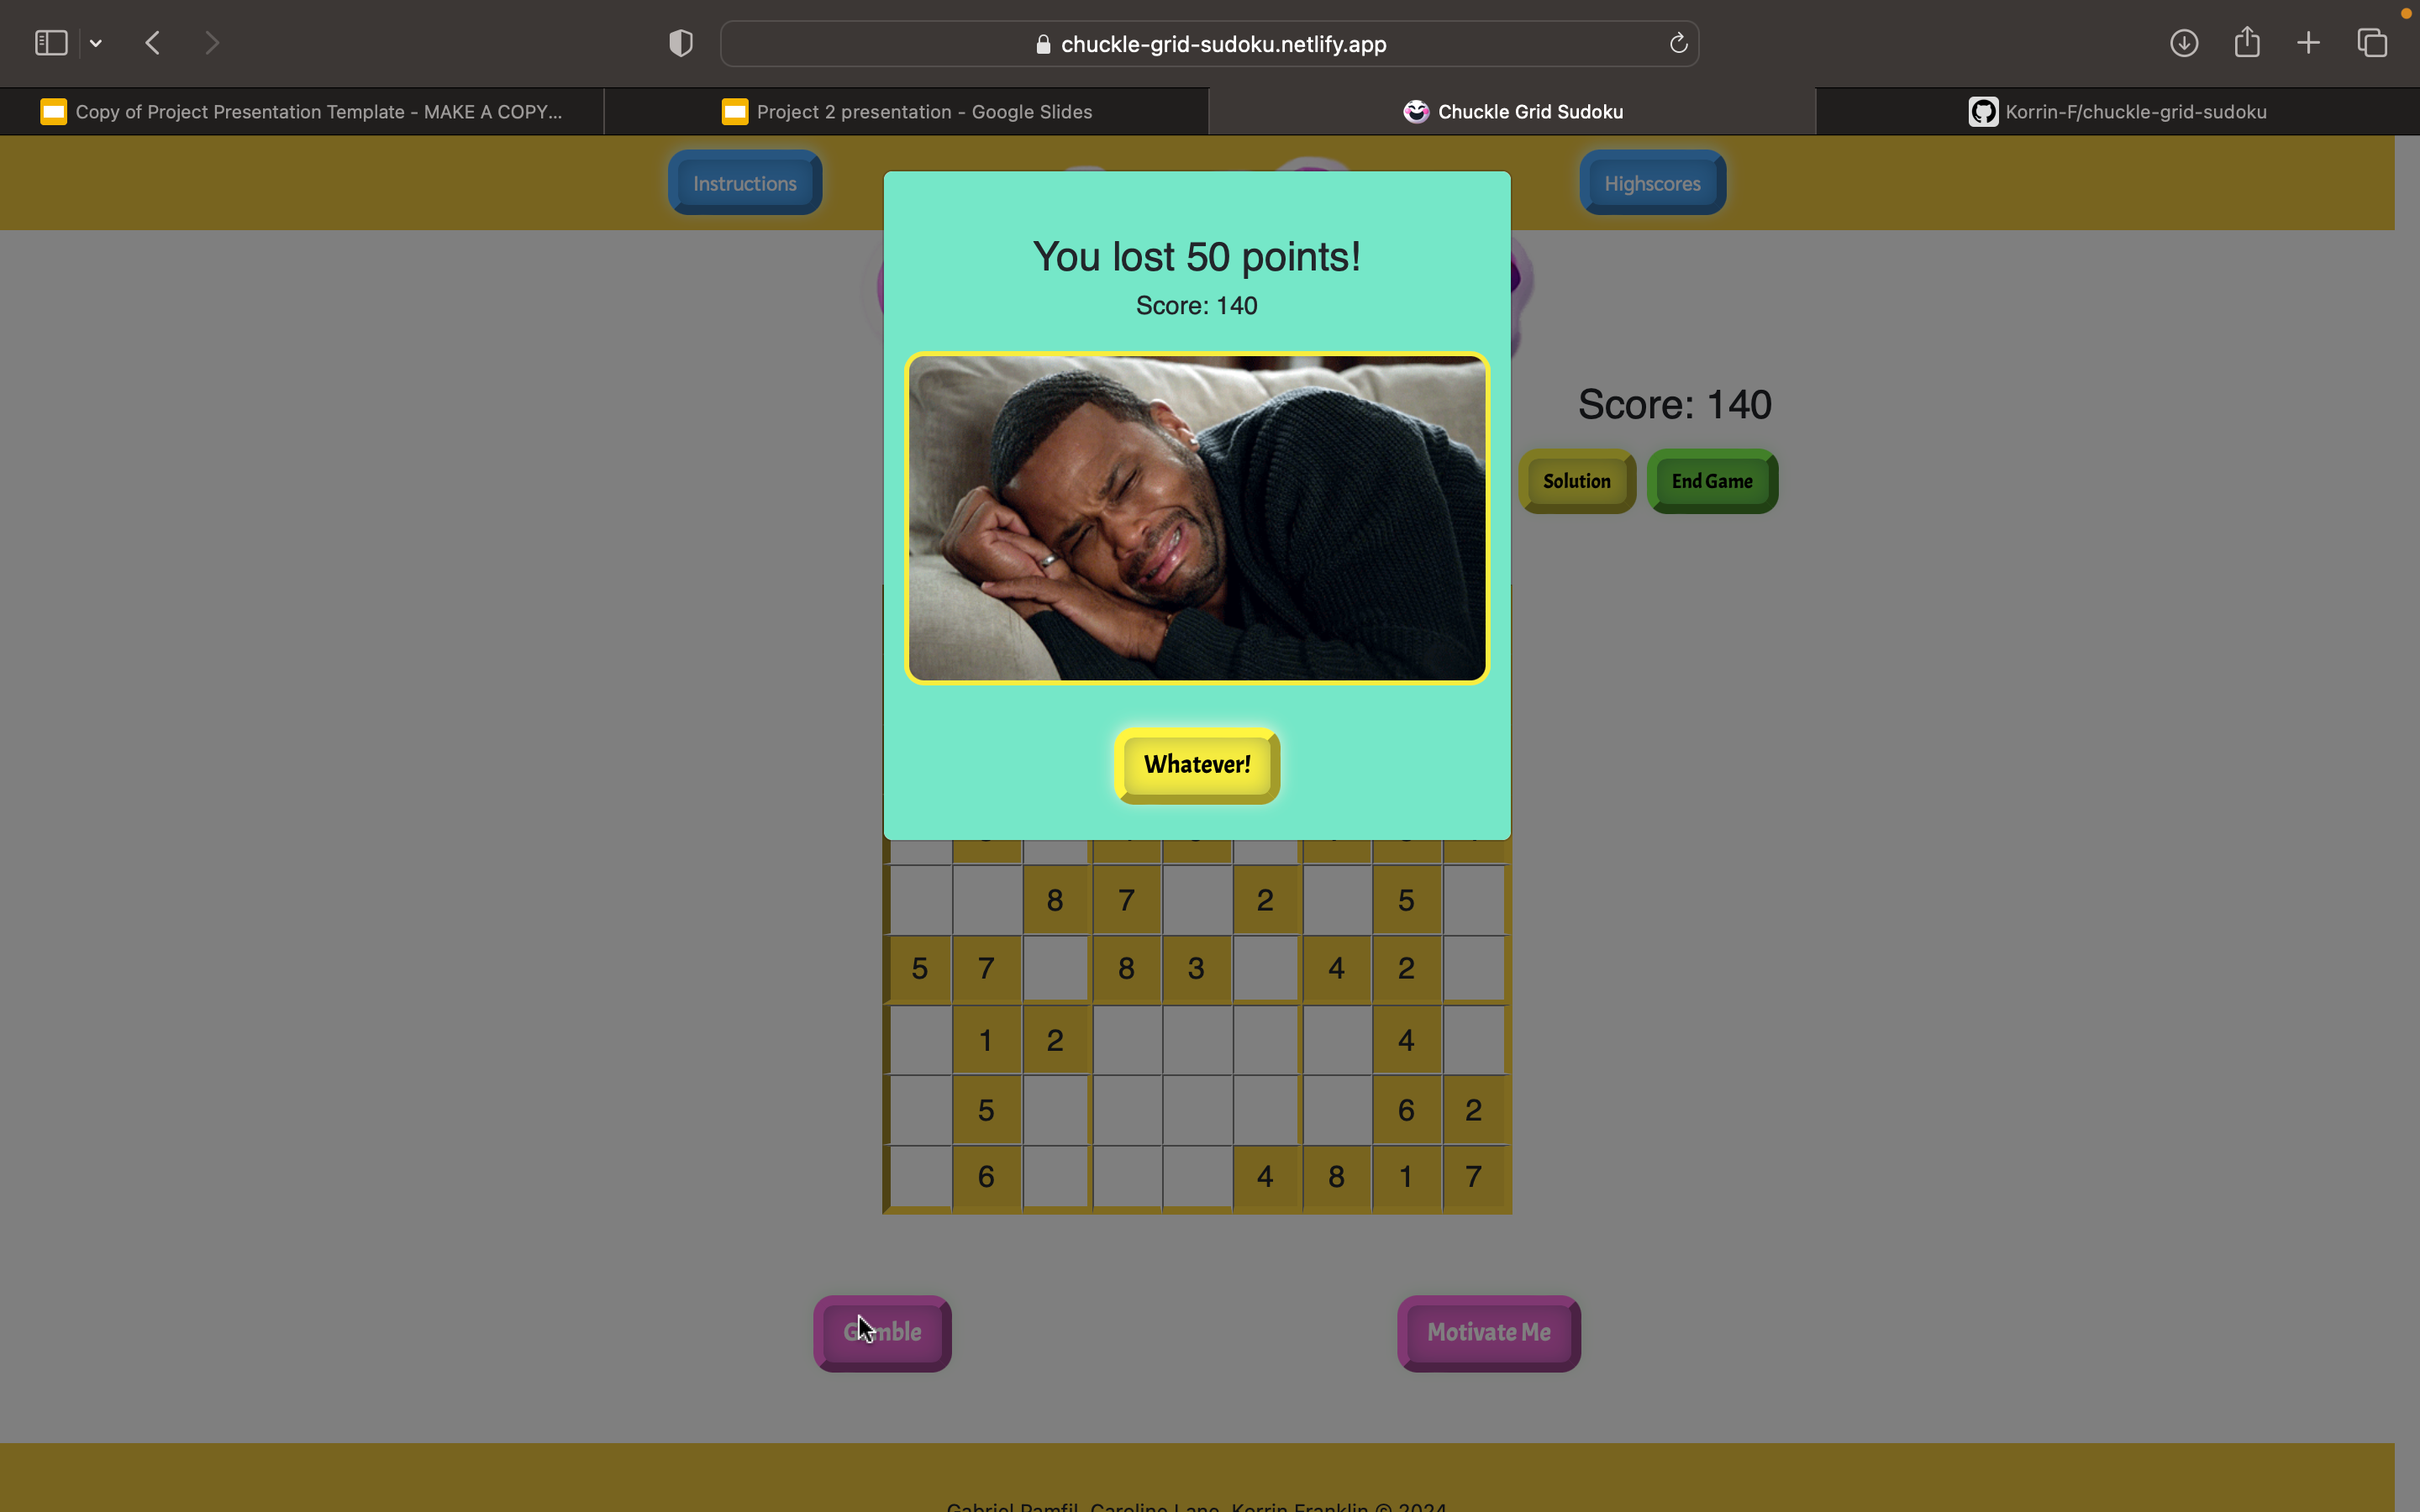 chuckle-grid-sudoku.netlify.app
Copy of Project Presentation Template - MAKE A COPY...
Project 2 presentation - Google Slides
Chuckle Grid Sudoku
Korrin-F/chuckle-grid-sudoku
Instructions
Highscores
You lost 50 points!
Score: 140
Score: 140
Solution
End Game
Whatever!
8 7 2 5
5 7 8 3 4 2
1 2 4
5 6 2
6 4 8 1 7
Motivate Me
Gabriel Pamfil, Caroline Lane, Korrin Franklin © 2024